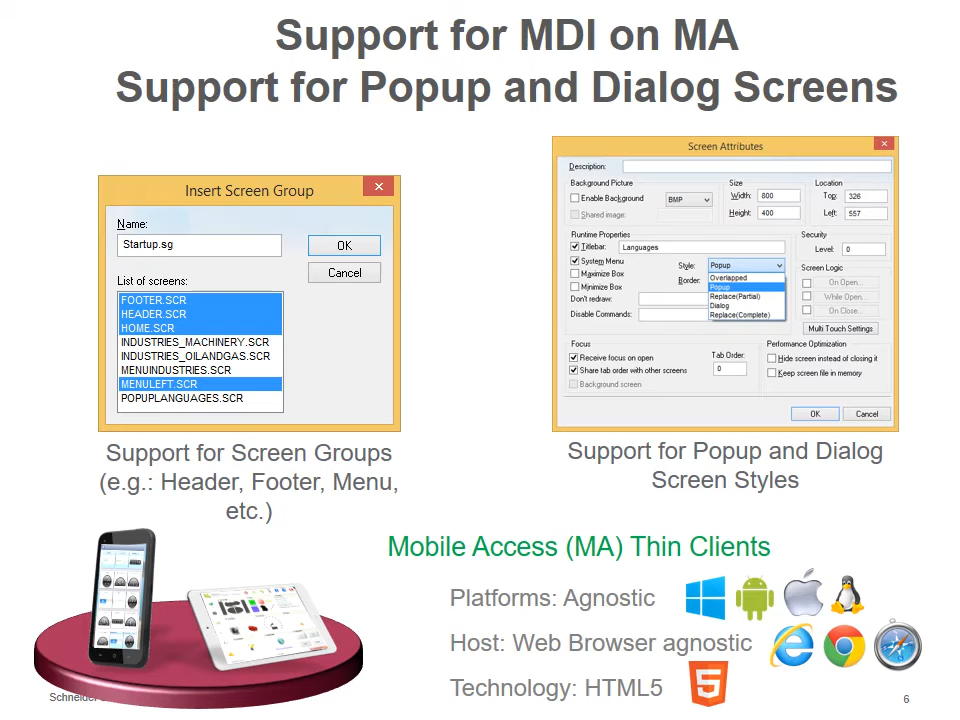 Support for MDI on MA
Support for Popup and Dialog Screens
Insert Screen Group
Name:
Startup.sg
OK
Cancel
List of screens:
FOOTER.SCR
HEADER.SCR
HOME.SCR
INDUSTRIES_MACHINERY.SCR
INDUSTRIES_OILANDGAS.SCR
MENUINDUSTRIES.SCR
MENULEFT.SCR
POPUPLANGUAGES.SCR
Support for Screen Groups
(e.g.: Header, Footer, Menu,
etc.)
Screen Attributes
Description:
Background Picture
Enable Background
BMP
Shared image:
Size
Width: 800
Height: 400
Location
Top: 326
Left: 557
Runtime Properties
Titlebar: Languages
System Menu
Maximize Box
Minimize Box
Don't redraw:
Disable Commands:
Style: Popup
Border:
Overlapped
Popup
Replace(Partial)
Dialog
Replace(Complete)
Security
Level: 0
Screen Logic
On Open...
While Open...
On Close...
Multi Touch Settings
Focus
Receive focus on open
Share tab order with other screens
Background screen
Tab Order:
0
Performance Optimization
Hide screen instead of closing it
Keep screen file in memory
OK
Cancel
Support for Popup and Dialog
Screen Styles
Mobile Access (MA) Thin Clients
Platforms: Agnostic
Host: Web Browser agnostic
Technology: HTML5
5
Schneider
6